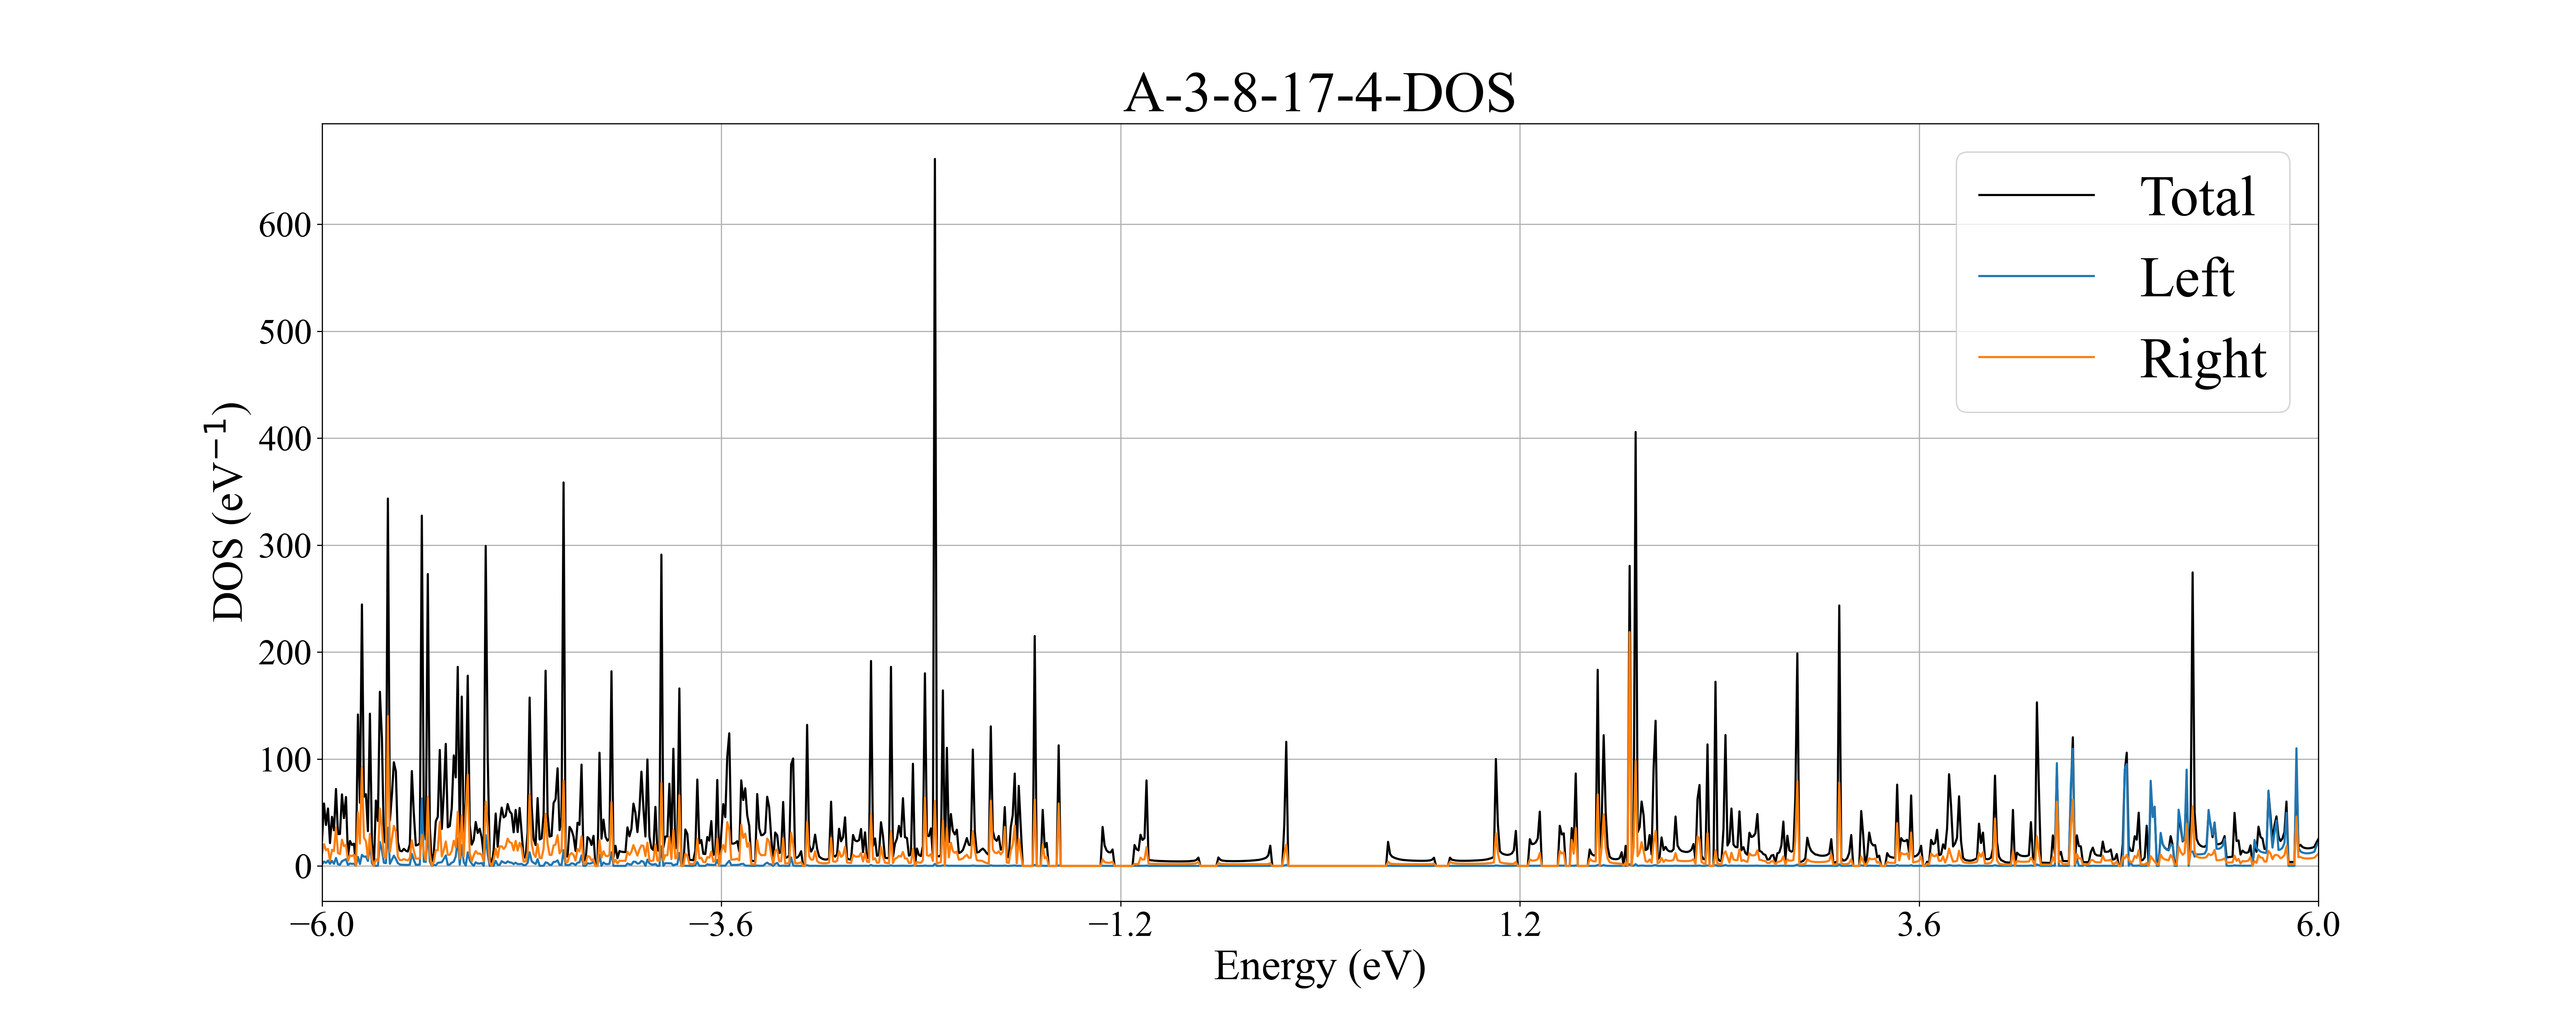 A-3-8-17-4-DOS
Total
Left
Right
600
500
400
300
200
100
0
DOS (eV⁻¹)
−6.0 −3.6 −1.2 1.2 3.6 6.0
Energy (eV)